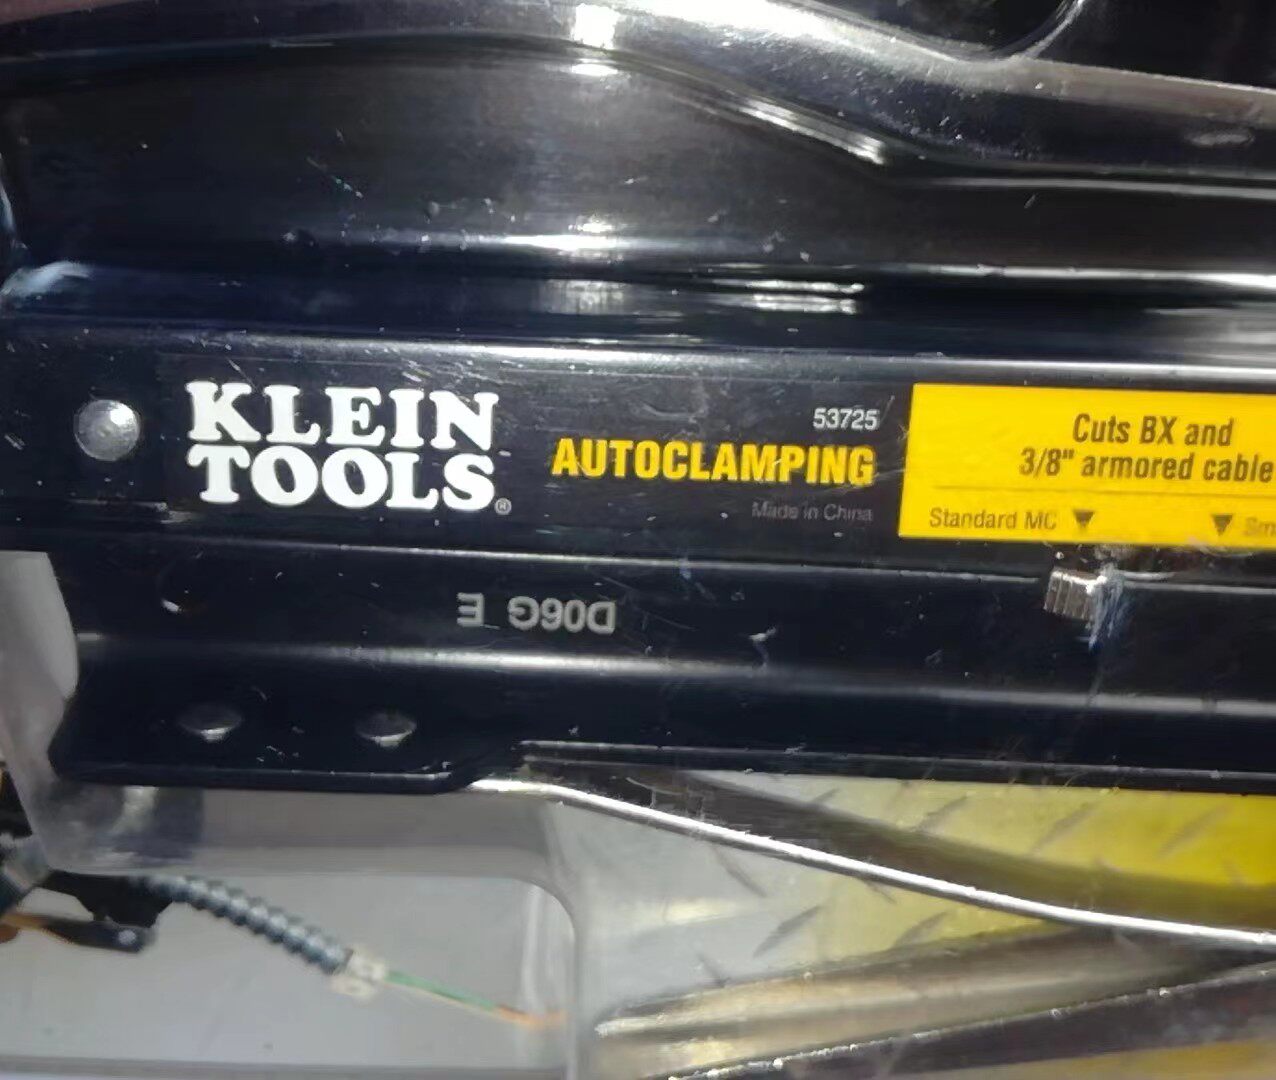 KLEIN
TOOLS®
53725
AUTOCLAMPING
Made in China
Cuts BX and
3/8" armored cable
Standard MC ▼ ▼
D06G E